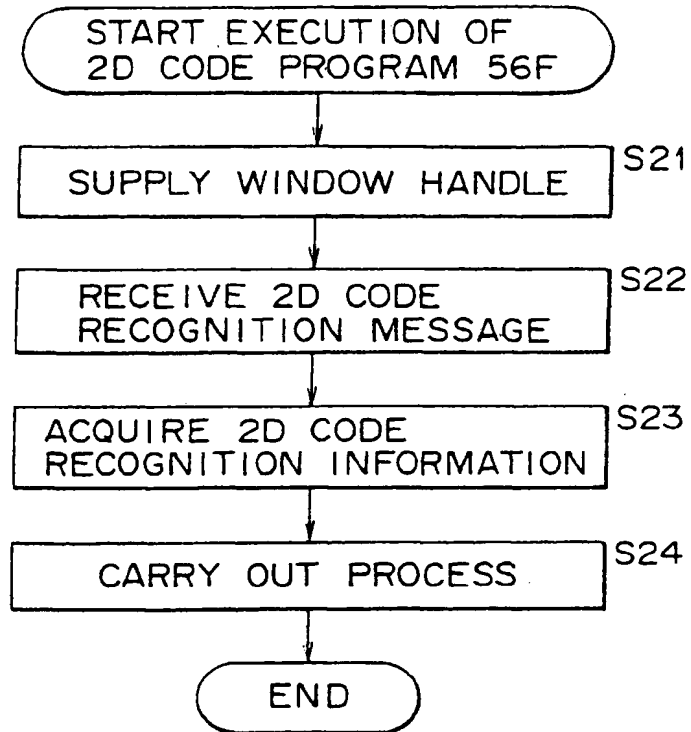 START EXECUTION OF
2D CODE PROGRAM 56F
S21
SUPPLY WINDOW HANDLE
S22
RECEIVE 2D CODE
RECOGNITION MESSAGE
S23
ACQUIRE 2D CODE
RECOGNITION INFORMATION
S24
CARRY OUT PROCESS
END